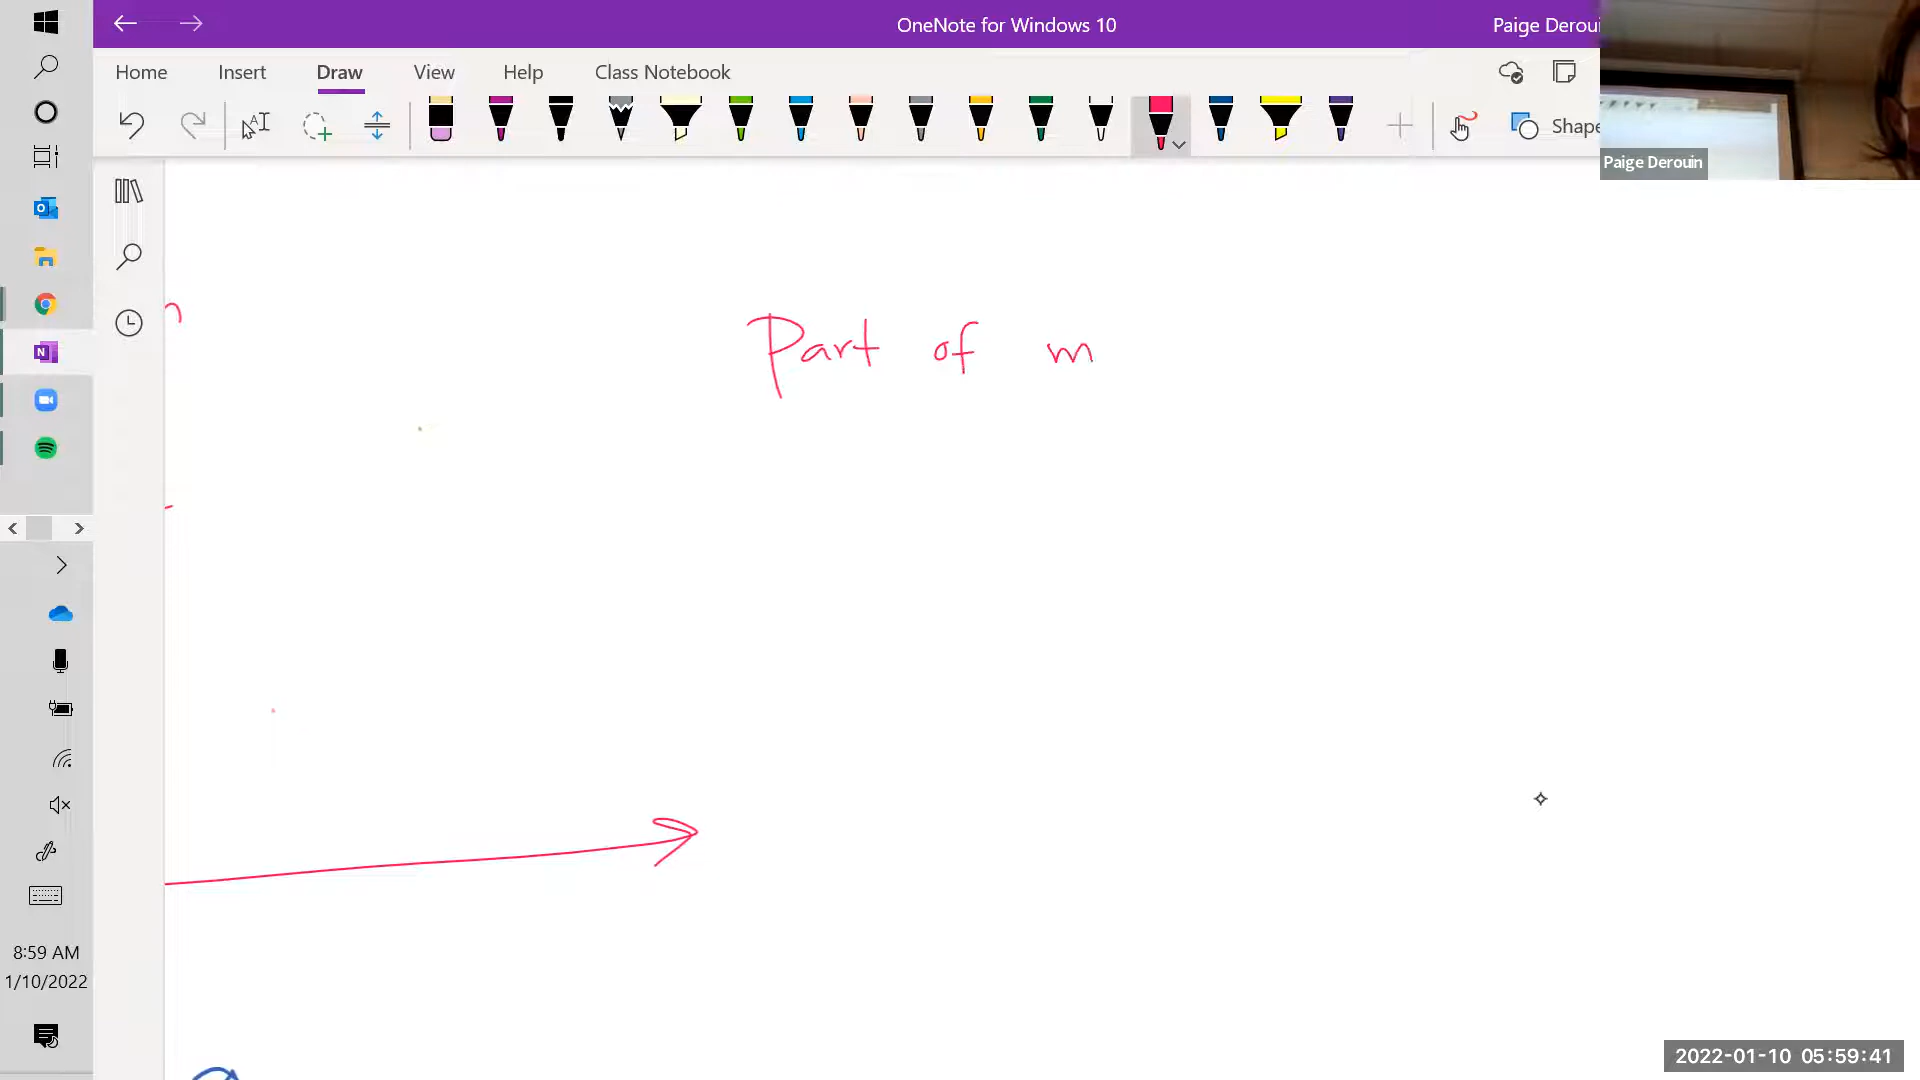 OneNote for Windows 10
Paige Deroui
Home Insert Draw View Help Class Notebook
Shape
Paige Derouin
n
Part of m
8:59 AM
1/10/2022
2022-01-10 05:59:41